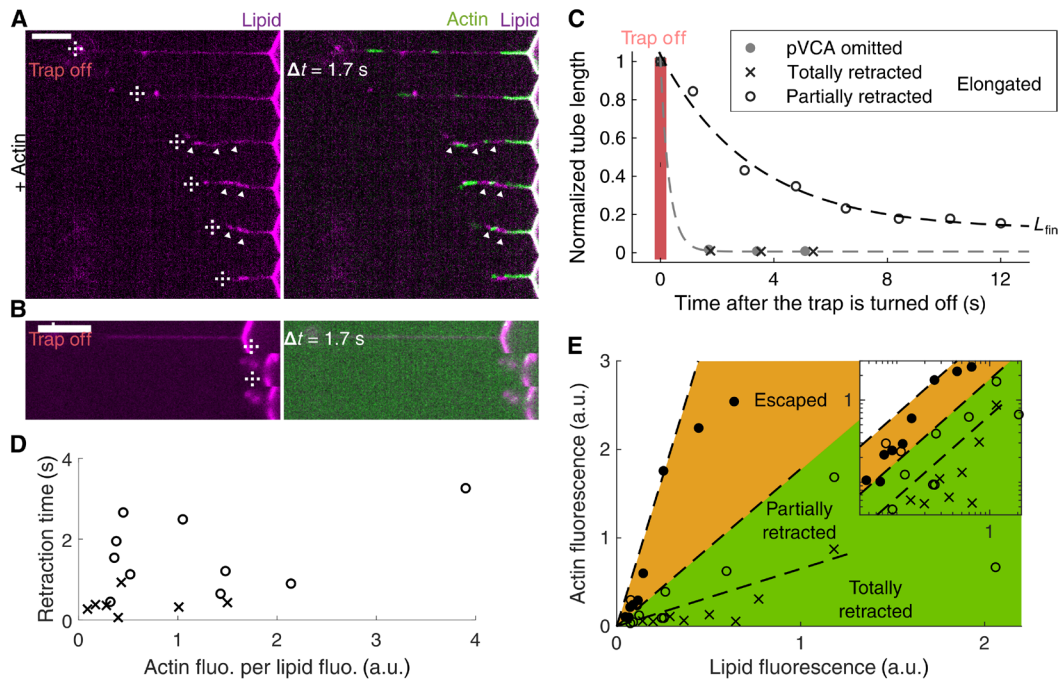 A
Lipid
Actin
Lipid
Trap off
Δt = 1.7 s
+ Actin
B
Trap off
Δt = 1.7 s
C
Trap off
pVCA omitted
Totally retracted
Partially retracted
Elongated
Normalized tube length
1
0.8
0.6
0.4
0.2
0
L_fin
0
2
4
6
8
10
12
Time after the trap is turned off (s)
D
Retraction time (s)
4
2
0
0
1
2
3
4
Actin fluo. per lipid fluo. (a.u.)
E
Actin fluorescence (a.u.)
3
2
1
0
Escaped
Partially
retracted
Totally
retracted
1
1
0
1
2
Lipid fluorescence (a.u.)